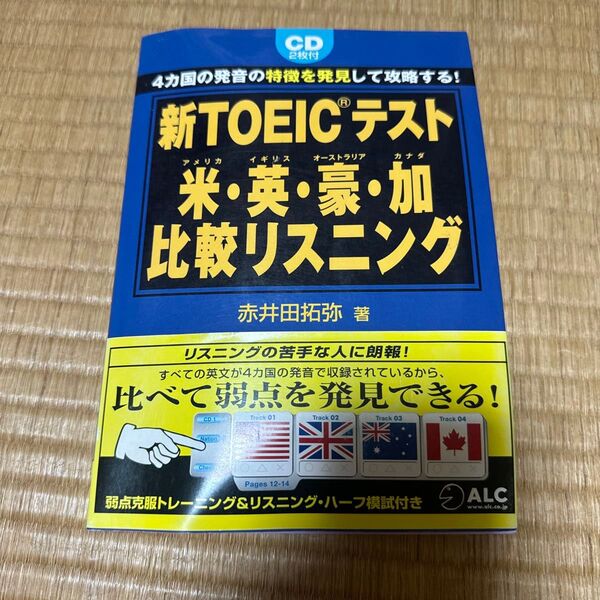 CD
2枚付
4カ国の発音の特徴を発見して攻略する!
新TOEIC®テスト
アメリカ イギリス オーストラリア カナダ
米・英・豪・加
比較リスニング
赤井田拓弥 著
リスニングの苦手な人に朗報!
すべての英文が4カ国の発音で収録されているから、
比べて弱点を発見できる!
CD 1 Track 01 Track 02 Track 03 Track 04
Nation
Pages 12-14
弱点克服トレーニング&リスニング・ハーフ模試付き
ALC
www.alc.co.jp